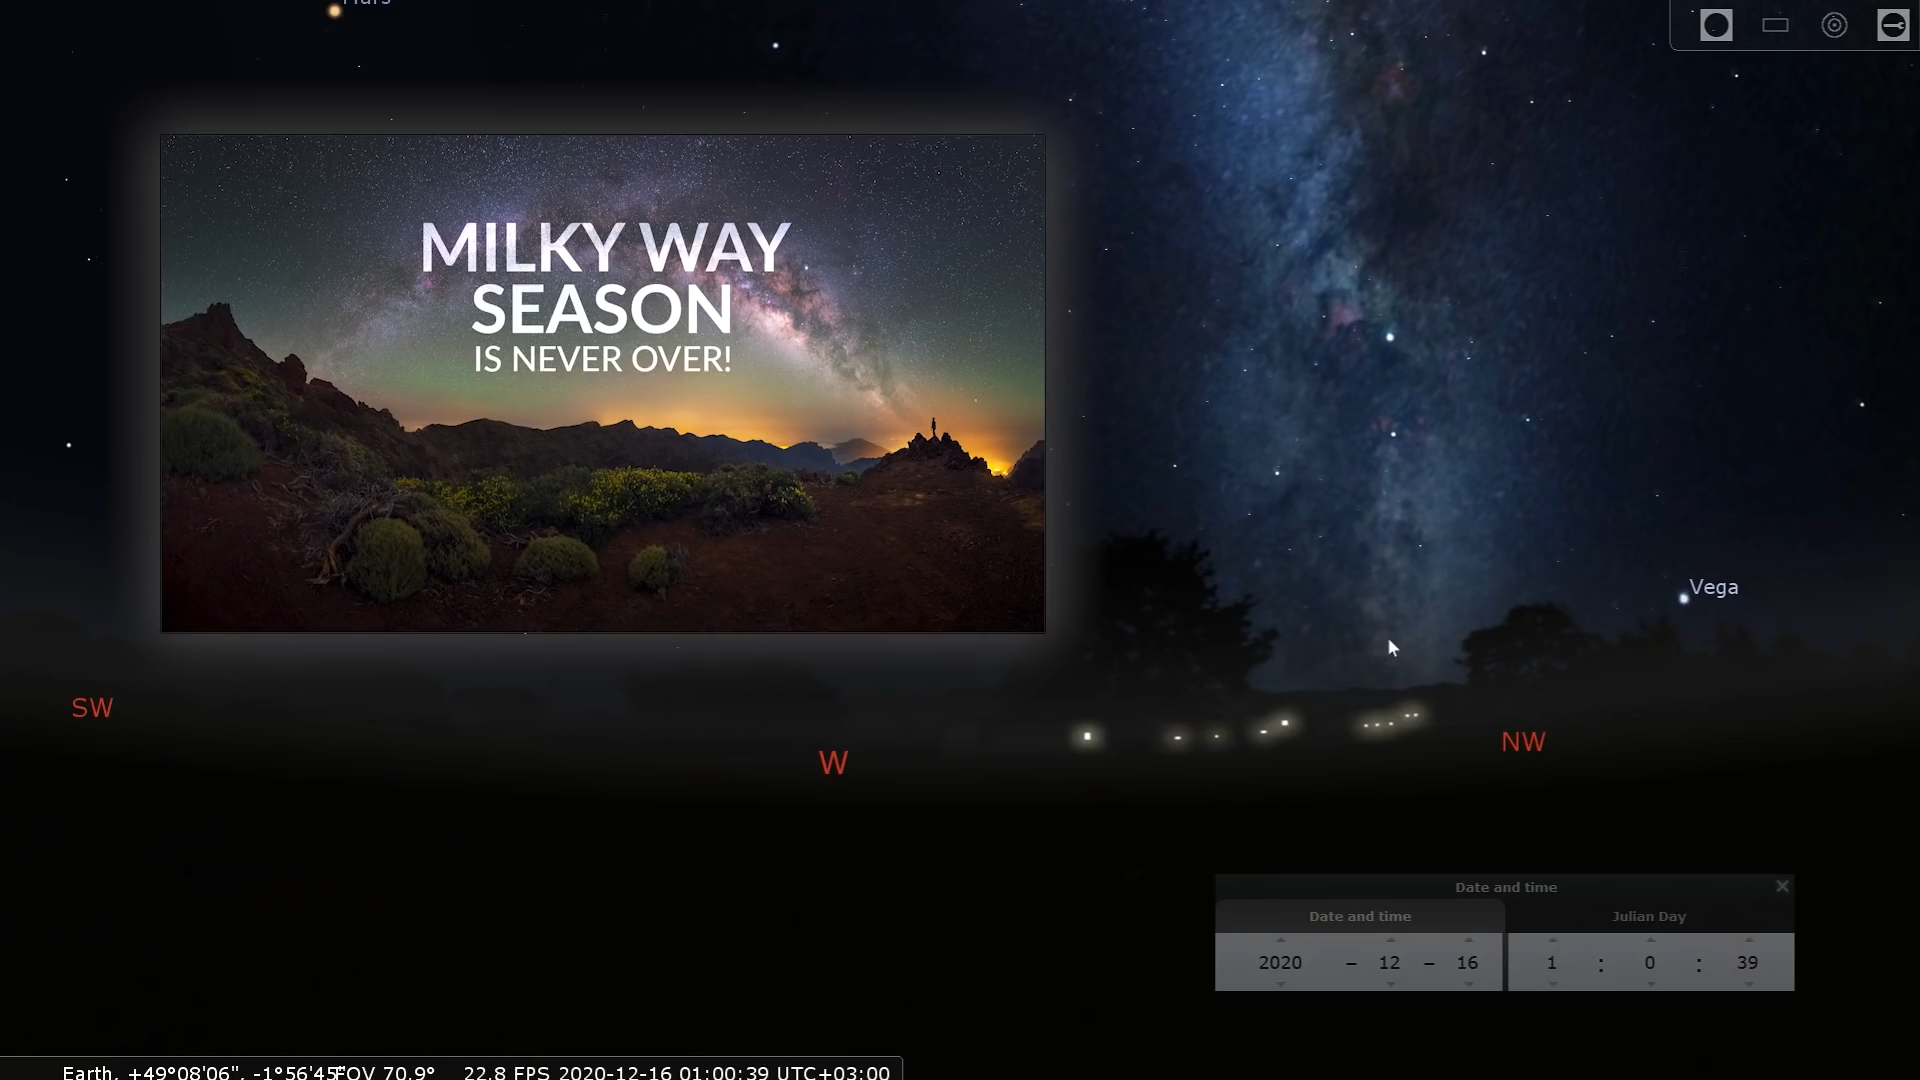 Mars
MILKY WAY
SEASON
IS NEVER OVER!
Vega
SW
W
NW
Date and time
Date and time
Julian Day
2020 – 12 – 16
1 : 0 : 39
Earth, +49°08'06", -1°56'45"
FOV 70.9°
22.8 FPS
2020-12-16 01:00:39 UTC+03:00